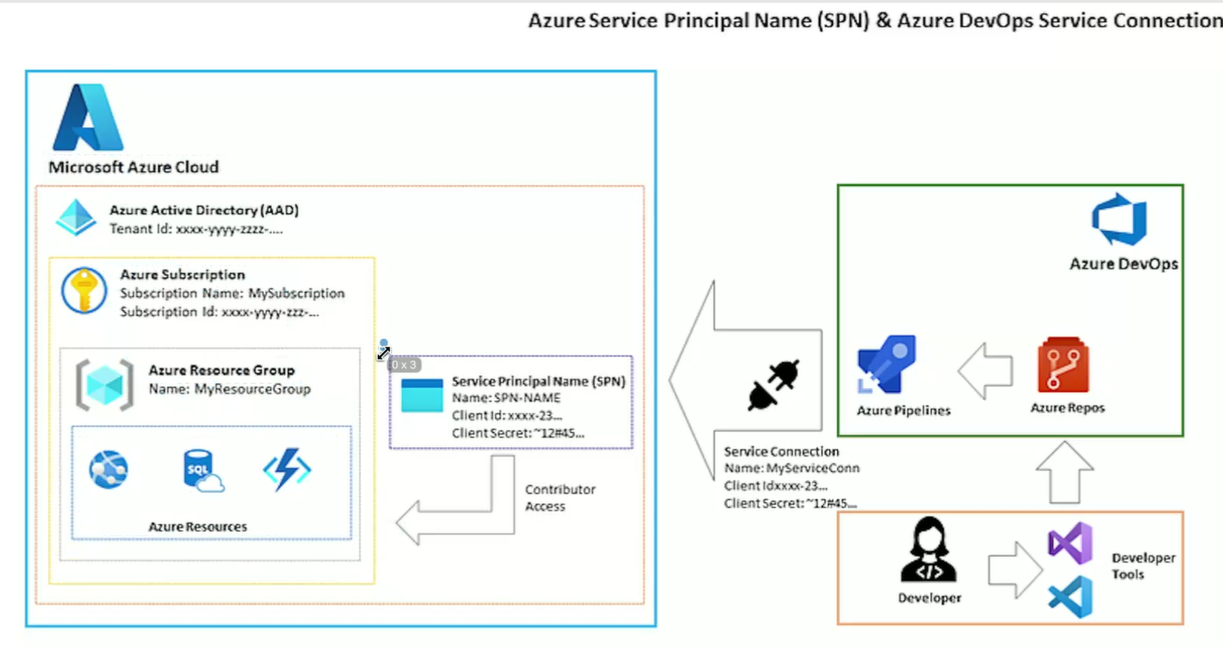 Azure Service Principal Name (SPN) & Azure DevOps Service Connection
Microsoft Azure Cloud
Azure Active Directory (AAD)
Tenant Id: xxxx-yyyy-zzzz-....
Azure Subscription
Subscription Name: MySubscription
Subscription Id: xxxx-yyyy-zzz-...
Azure Resource Group
Name: MyResourceGroup
SQL
Azure Resources
0 x 3
Service Principal Name (SPN)
Name: SPN-NAME
Client Id: xxxx-23...
Client Secret: ~12#45...
Contributor
Access
Service Connection
Name: MyServiceConn
Client Idxxxx-23...
Client Secret: ~12#45...
Azure DevOps
Azure Pipelines
Azure Repos
</>
Developer
Developer
Tools